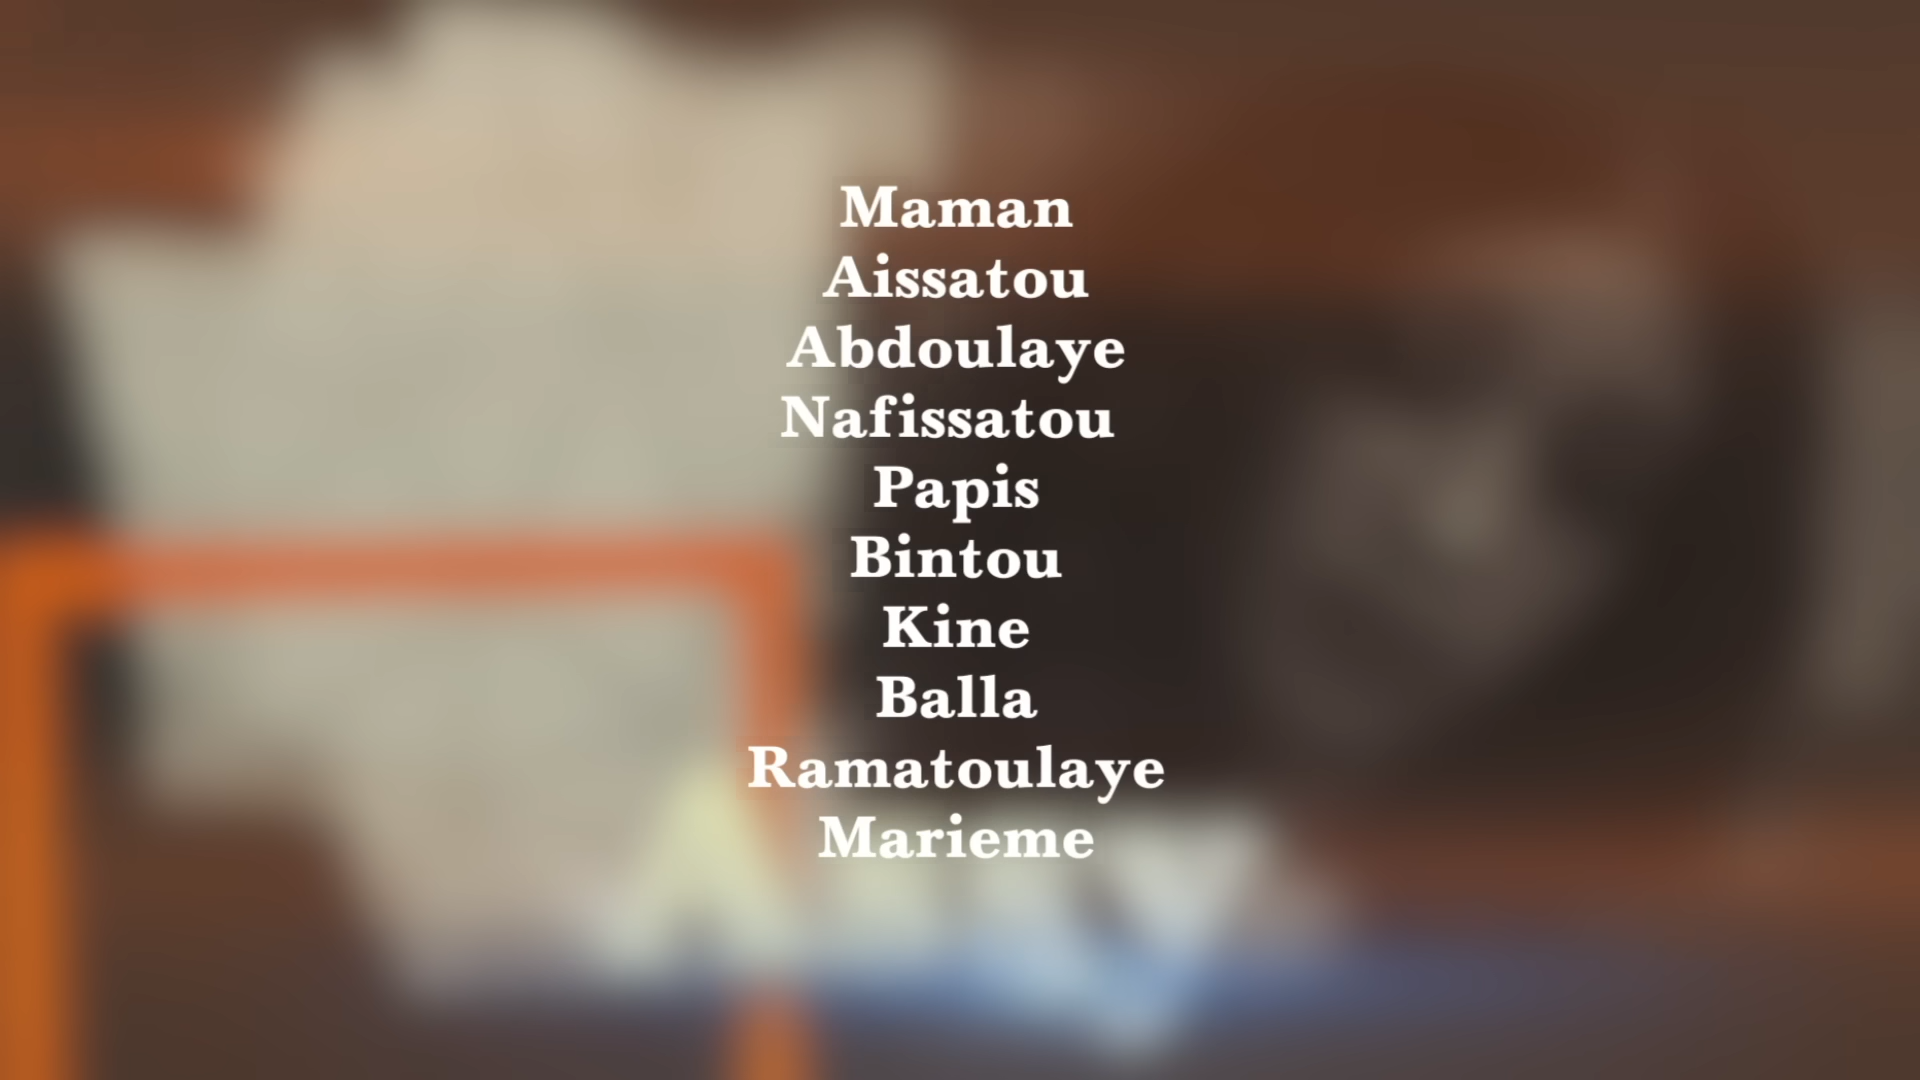 Maman
Aissatou
Abdoulaye
Nafissatou
Papis
Bintou
Kine
Balla
Ramatoulaye
Marieme